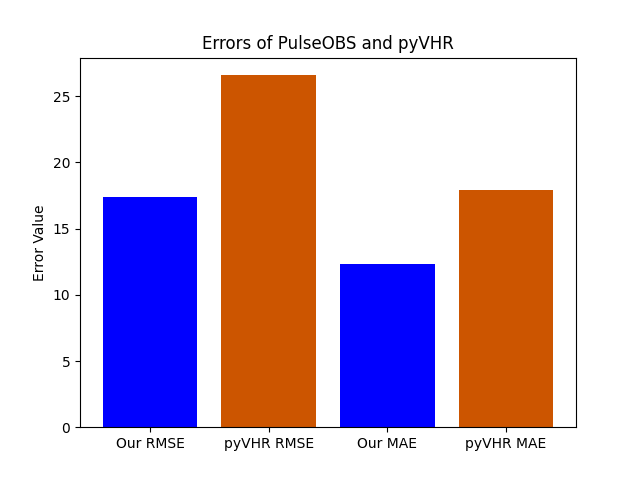 Errors of PulseOBS and pyVHR
Error Value
25
20
15
10
5
0
Our RMSE
pyVHR RMSE
Our MAE
pyVHR MAE